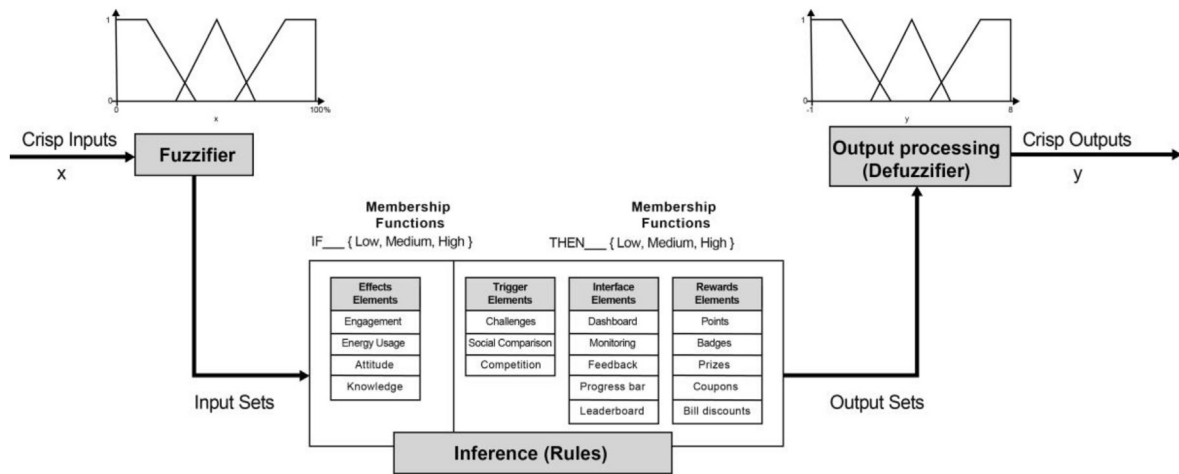 1
0
0
100%
x
1
0
-1
8
y
Crisp Inputs
x
Fuzzifier
Output processing
(Defuzzifier)
Crisp Outputs
y
Membership
Functions
IF___ { Low, Medium, High }
Membership
Functions
THEN___ { Low, Medium, High }
Effects
Elements
Engagement
Energy Usage
Attitude
Knowledge
Trigger
Elements
Challenges
Social Comparison
Competition
Interface
Elements
Dashboard
Monitoring
Feedback
Progress bar
Leaderboard
Rewards
Elements
Points
Badges
Prizes
Coupons
Bill discounts
Input Sets
Output Sets
Inference (Rules)